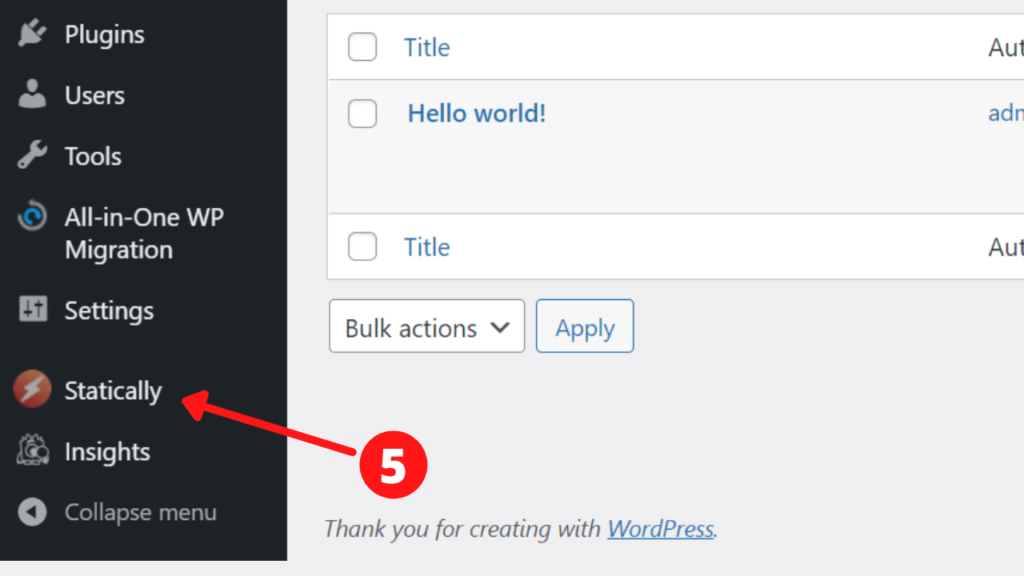 Plugins
Users
Tools
All-in-One WP
Migration
Settings
Statically
Insights
Collapse menu
Title
Aut
Hello world!
adn
Title
Aut
Bulk actions
Apply
5
Thank you for creating with WordPress.